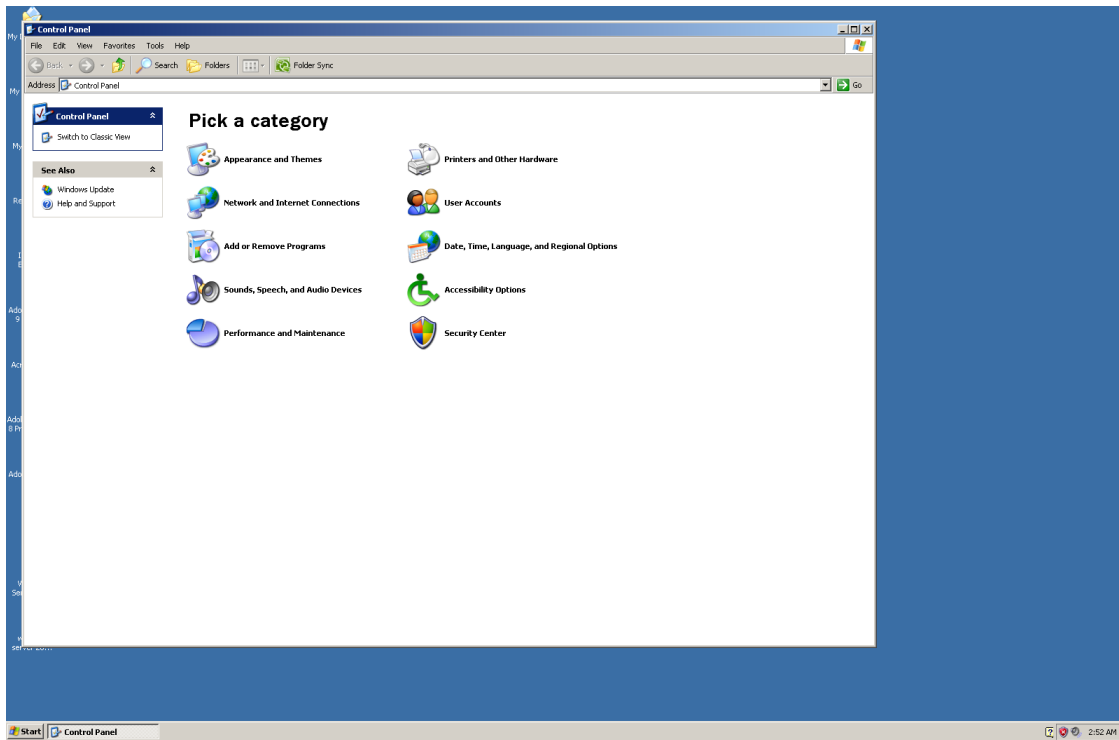 Control Panel
File Edit View Favorites Tools Help
Back Search Folders Folder Sync
Address Control Panel Go
Control Panel
Switch to Classic View
See Also
Windows Update
Help and Support
Pick a category
Appearance and Themes
Printers and Other Hardware
Network and Internet Connections
User Accounts
Add or Remove Programs
Date, Time, Language, and Regional Options
Sounds, Speech, and Audio Devices
Accessibility Options
Performance and Maintenance
Security Center
My
My
Start Control Panel 2:52 AM